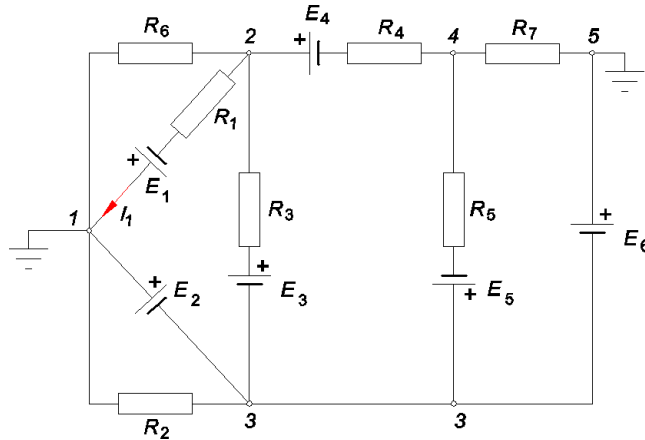 E4
R6 2 + R4 4 R7 5
R1
+
E1
1 I1
R3 R5
+
E6
+
E2
+
E3
E5
+
R2
3 3